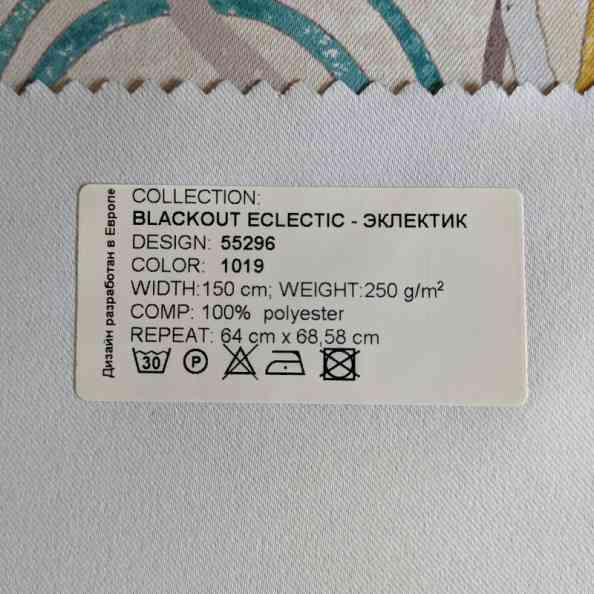 COLLECTION:
BLACKOUT ECLECTIC - ЭКЛЕКТИК
DESIGN: 55296
COLOR: 1019
WIDTH:150 cm; WEIGHT:250 g/m²
COMP: 100% polyester
REPEAT: 64 cm x 68,58 cm
30 P
Дизайн разработан в Европе